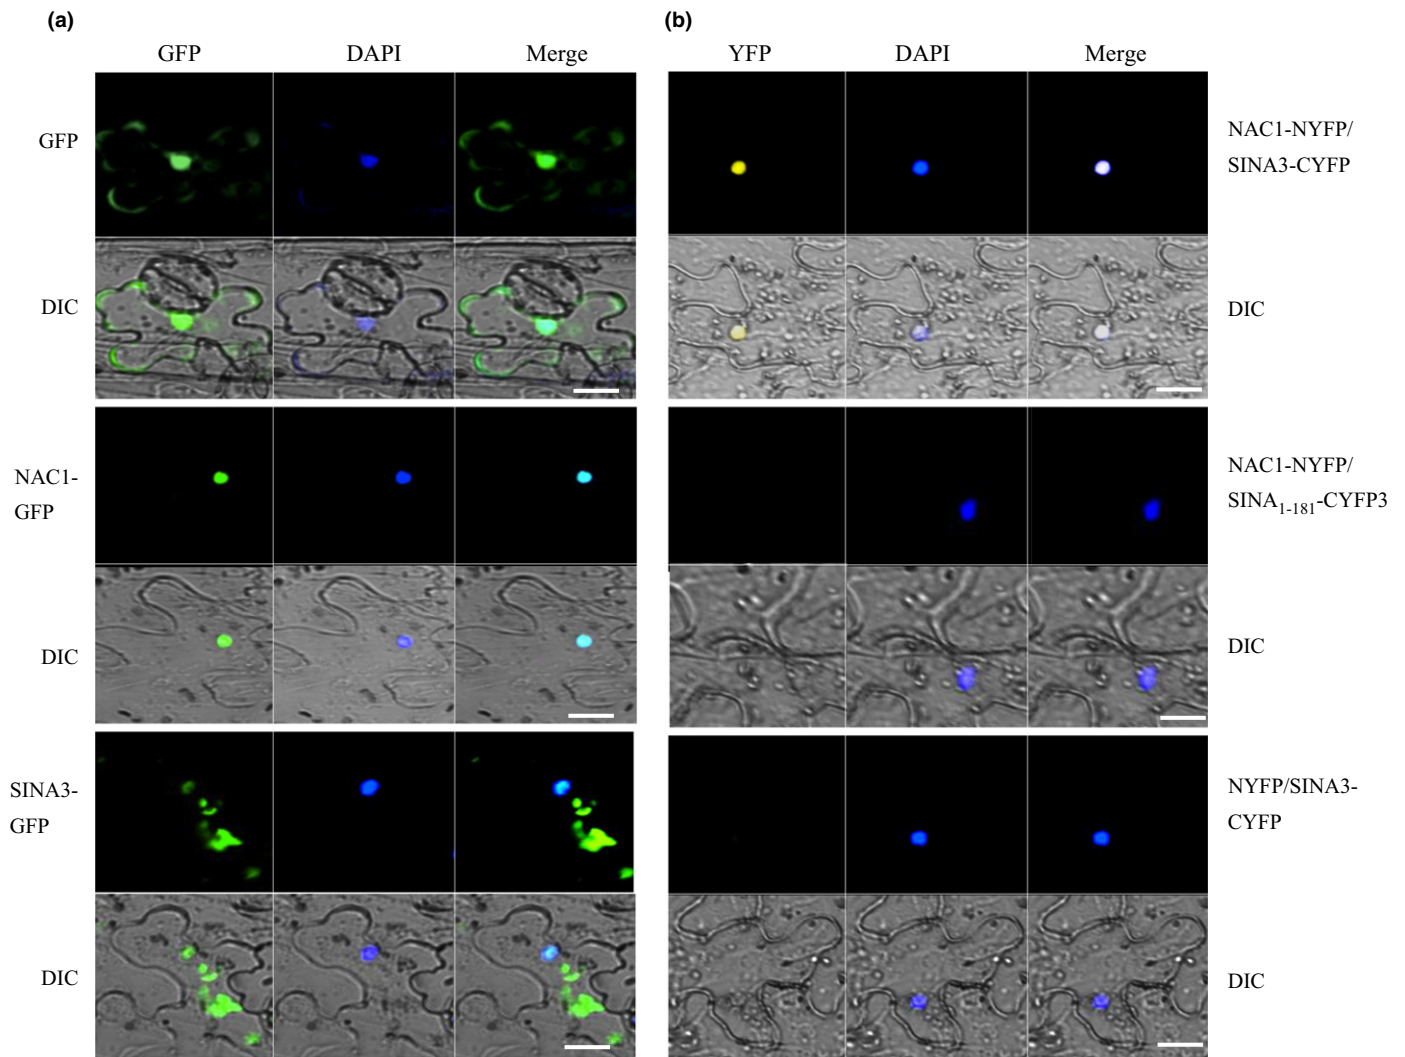 (a)
GFP DAPI Merge
GFP
DIC
NAC1-
GFP
DIC
SINA3-
GFP
DIC
(b)
YFP DAPI Merge
NAC1-NYFP/
SINA3-CYFP
DIC
NAC1-NYFP/
SINA1-181-CYFP3
DIC
NYFP/SINA3-
CYFP
DIC